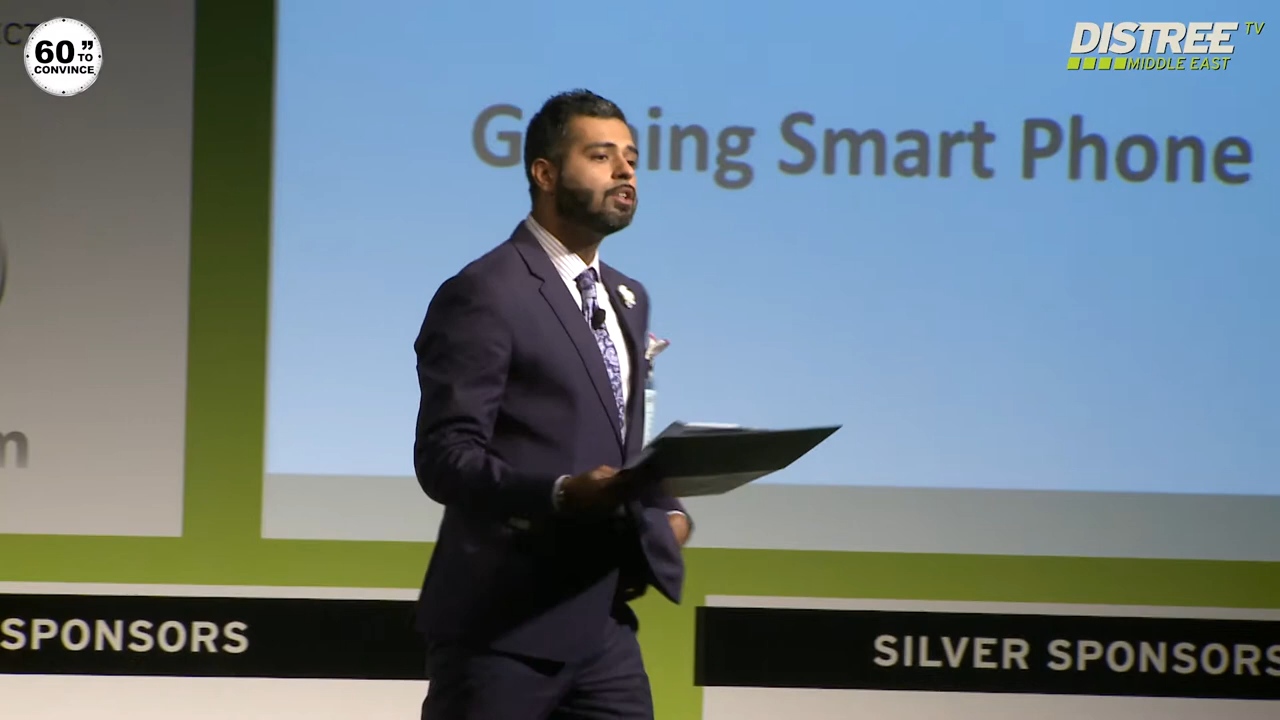 60”
TO
CONVINCE
DISTREE TV
MIDDLE EAST
Smart Phone
SPONSORS
SILVER SPONSORS